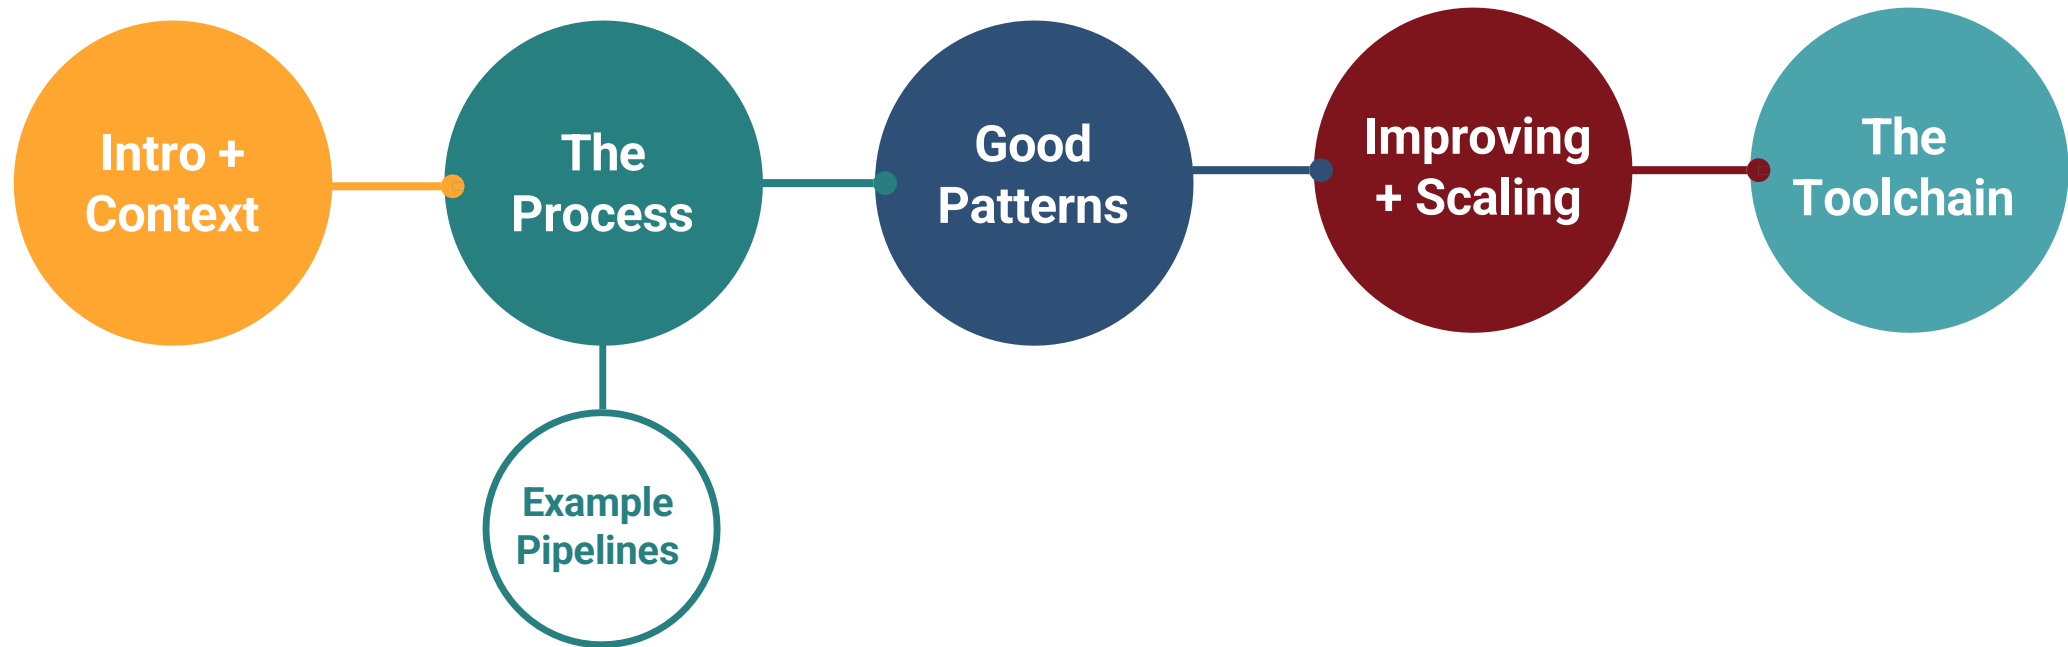 Intro +
Context
The
Process
Good
Patterns
Improving
+ Scaling
The
Toolchain
Example
Pipelines